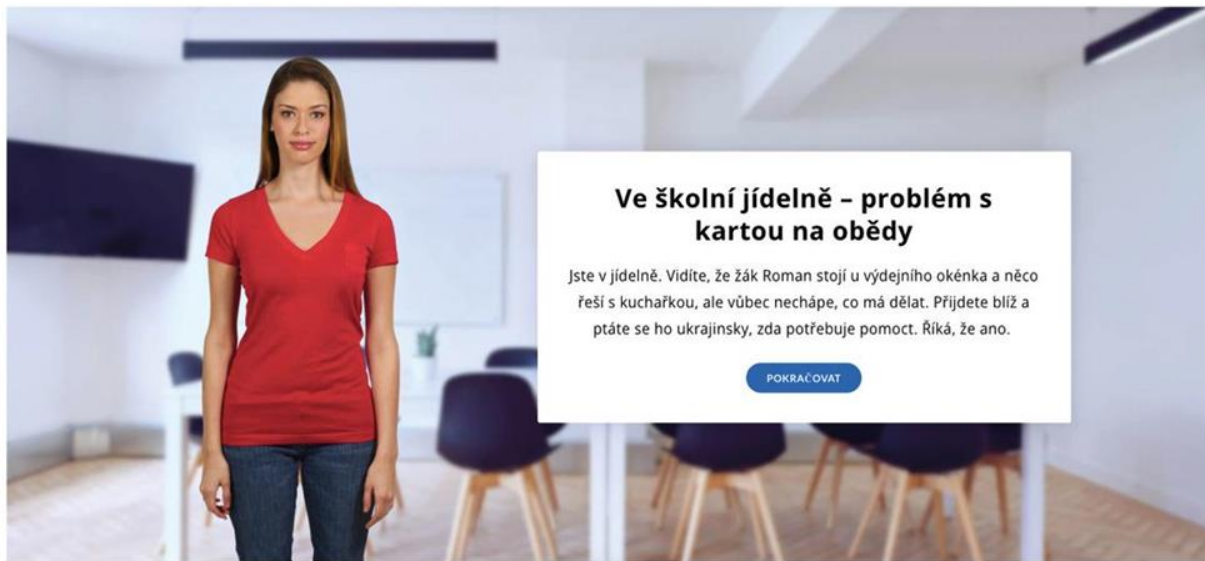 Ve školní jídelně – problém s
kartou na obědy
Jste v jídelně. Vidíte, že žák Roman stojí u výdejního okénka a něco
řeší s kuchařkou, ale vůbec nechápe, co má dělat. Přijdete blíž a
ptáte se ho ukrajinsky, zda potřebuje pomoct. Říká, že ano.
POKRAČOVAT